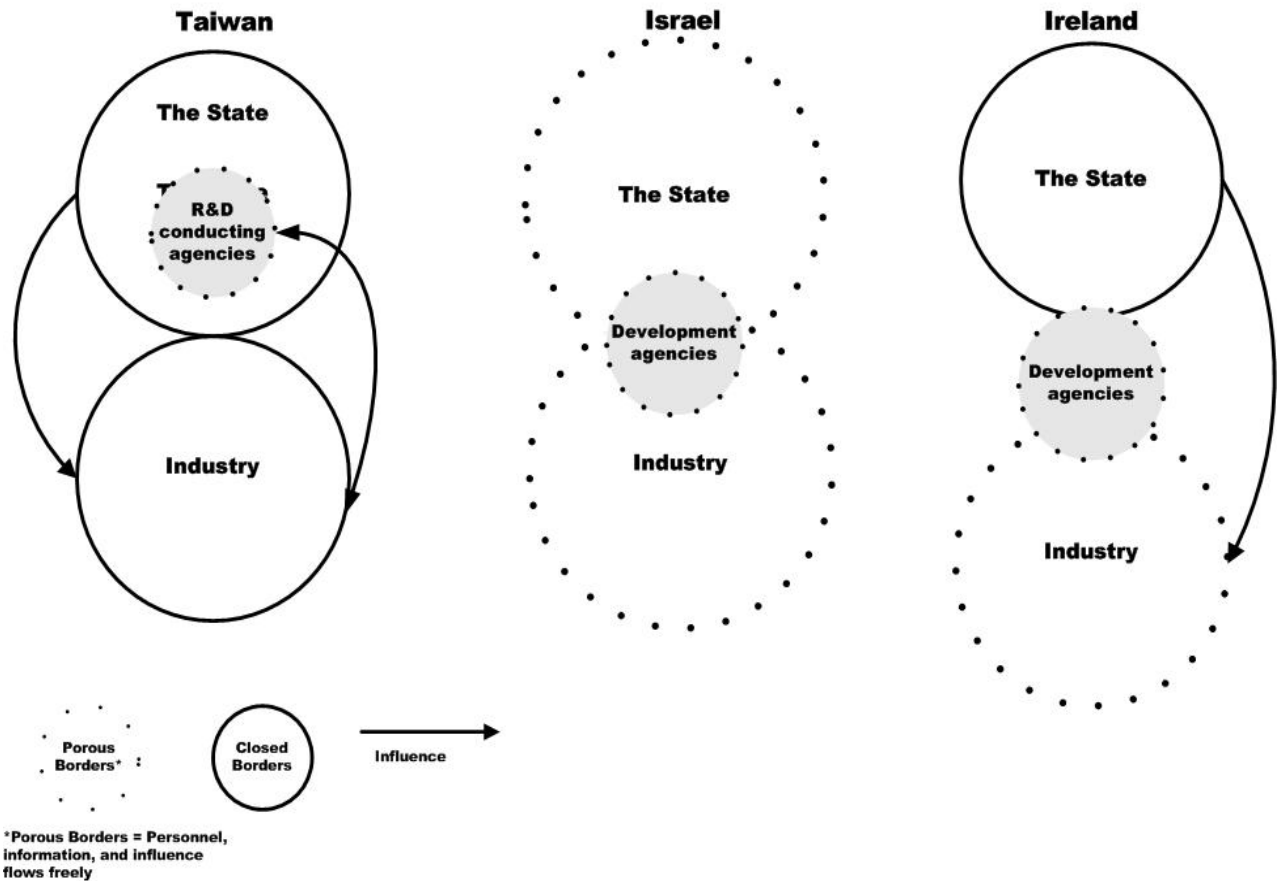 Taiwan
Israel
Ireland
The State
R&D
conducting
agencies
Industry
The State
Development
agencies
Industry
The State
Development
agencies
Industry
Porous
Borders*
Closed
Borders
Influence
*Porous Borders = Personnel,
information, and influence
flows freely